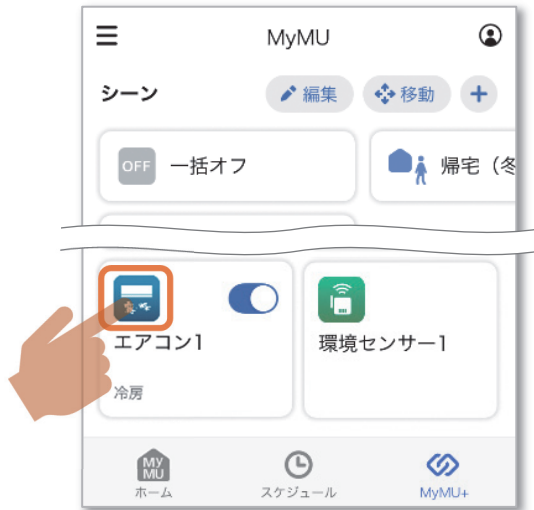 MyMU
シーン
編集
移動
OFF 一括オフ
帰宅（冬
エアコン1
環境センサー1
冷房
MY
MU
ホーム
スケジュール
MyMU+